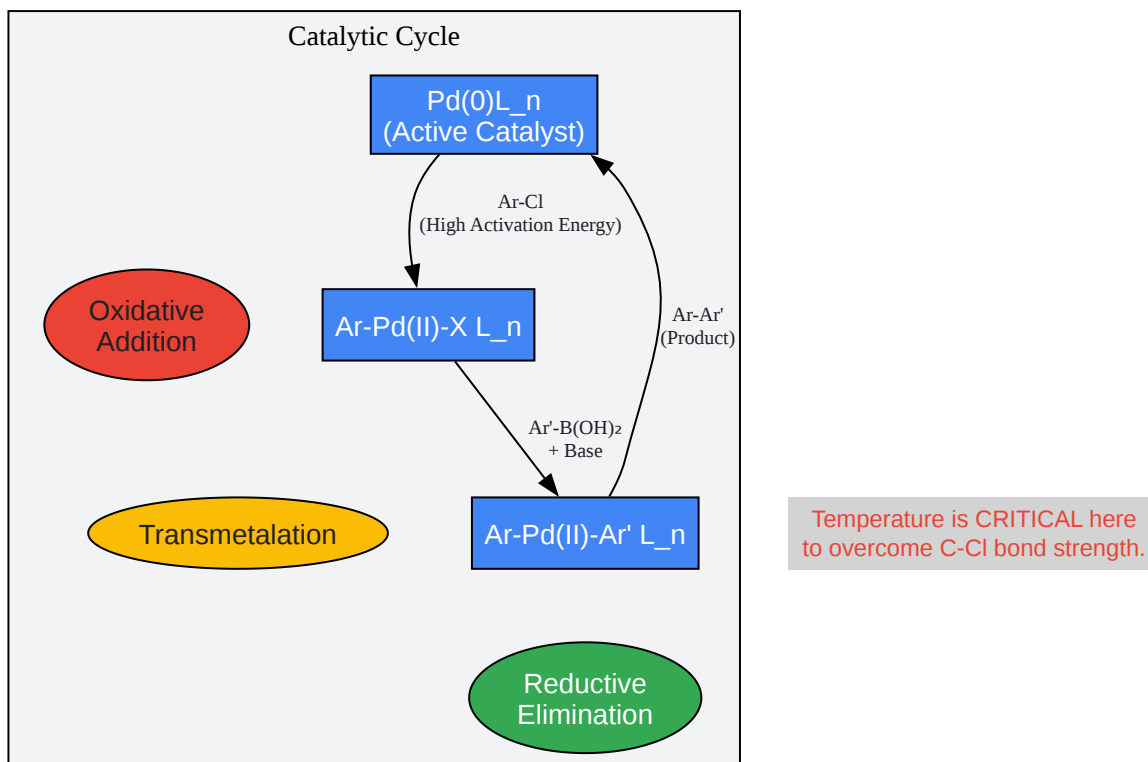 Catalytic Cycle
Pd(0)L_n
(Active Catalyst)
Ar-Cl
(High Activation Energy)
Oxidative
Addition
Ar-Pd(II)-X L_n
Ar-Ar'
(Product)
Ar'-B(OH)₂
+ Base
Transmetalation
Ar-Pd(II)-Ar' L_n
Temperature is CRITICAL here
to overcome C-Cl bond strength.
Reductive
Elimination